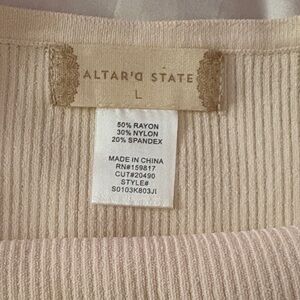 ALTAR'D STATE
L
50% RAYON
30% NYLON
20% SPANDEX
MADE IN CHINA
RN#159817
CUT#20490
STYLE#
S0103K803JI